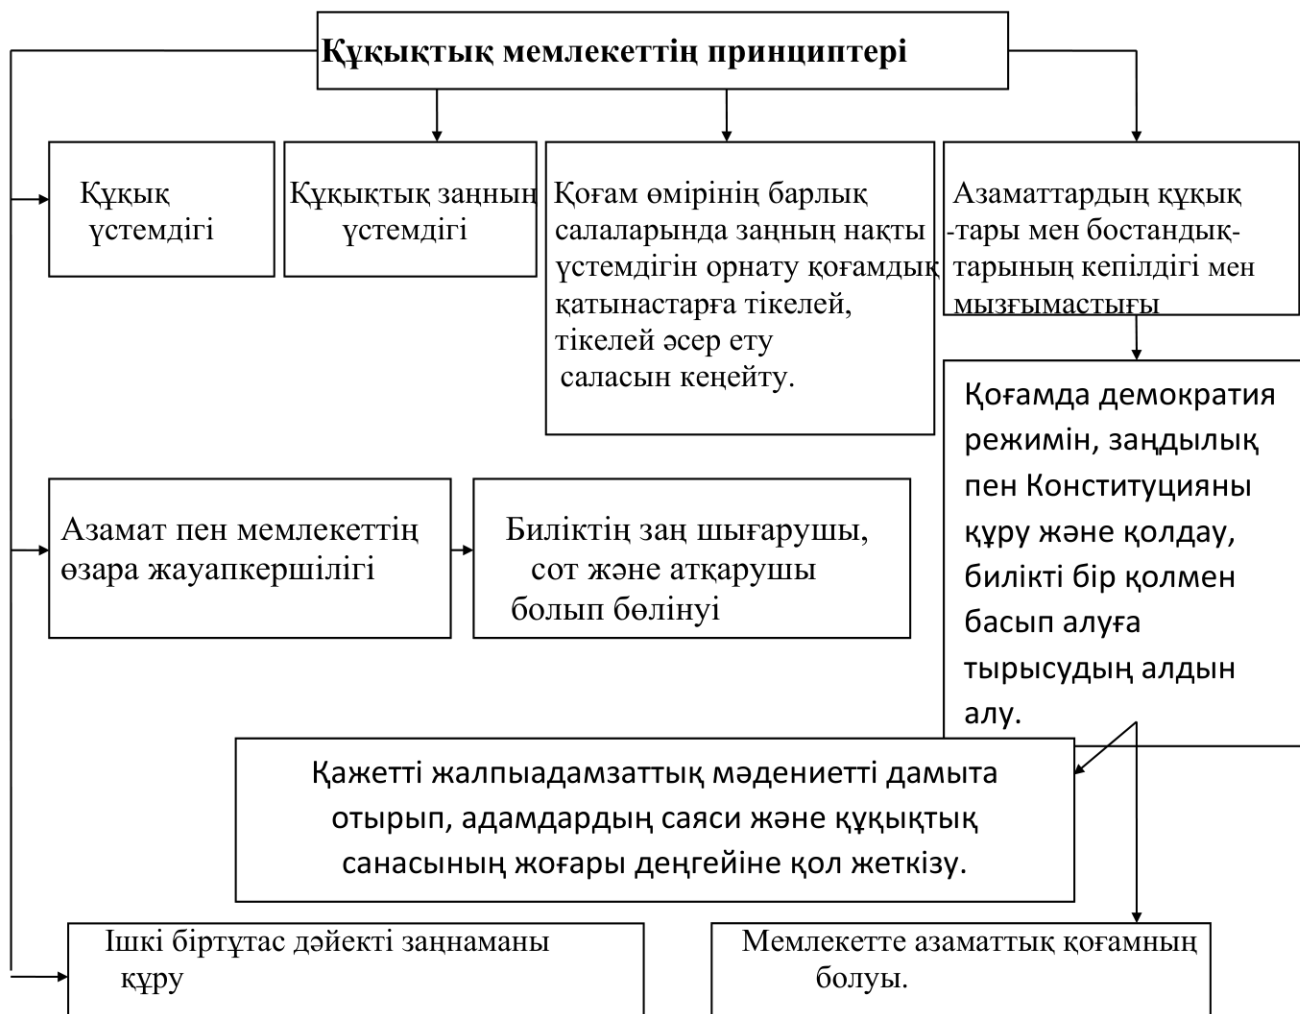 Құқықтық мемлекеттің принциптері
Құқық
үстемдігі
Құқықтық заңның
үстемдігі
Қоғам өмірінің барлық
салаларында заңның нақты
үстемдігін орнату қоғамдық
қатынастарға тікелей,
тікелей әсер ету
саласын кеңейту.
Азаматтардың құқық
-тары мен бостандық-
тарының кепілдігі мен
мызғымастығы
Қоғамда демократия
режимін, заңдылық
пен Конституцияны
құру және қолдау,
билікті бір қолмен
басып алуға
тырысудың алдын
алу.
Азамат пен мемлекеттің
өзара жауапкершілігі
Биліктің заң шығарушы,
сот және атқарушы
болып бөлінуі
Қажетті жалпыадамзаттық мәдениетті дамыта
отырып, адамдардың саяси және құқықтық
санасының жоғары деңгейіне қол жеткізу.
Ішкі біртұтас дәйекті заңнаманы
құру
Мемлекетте азаматтық қоғамның
болуы.